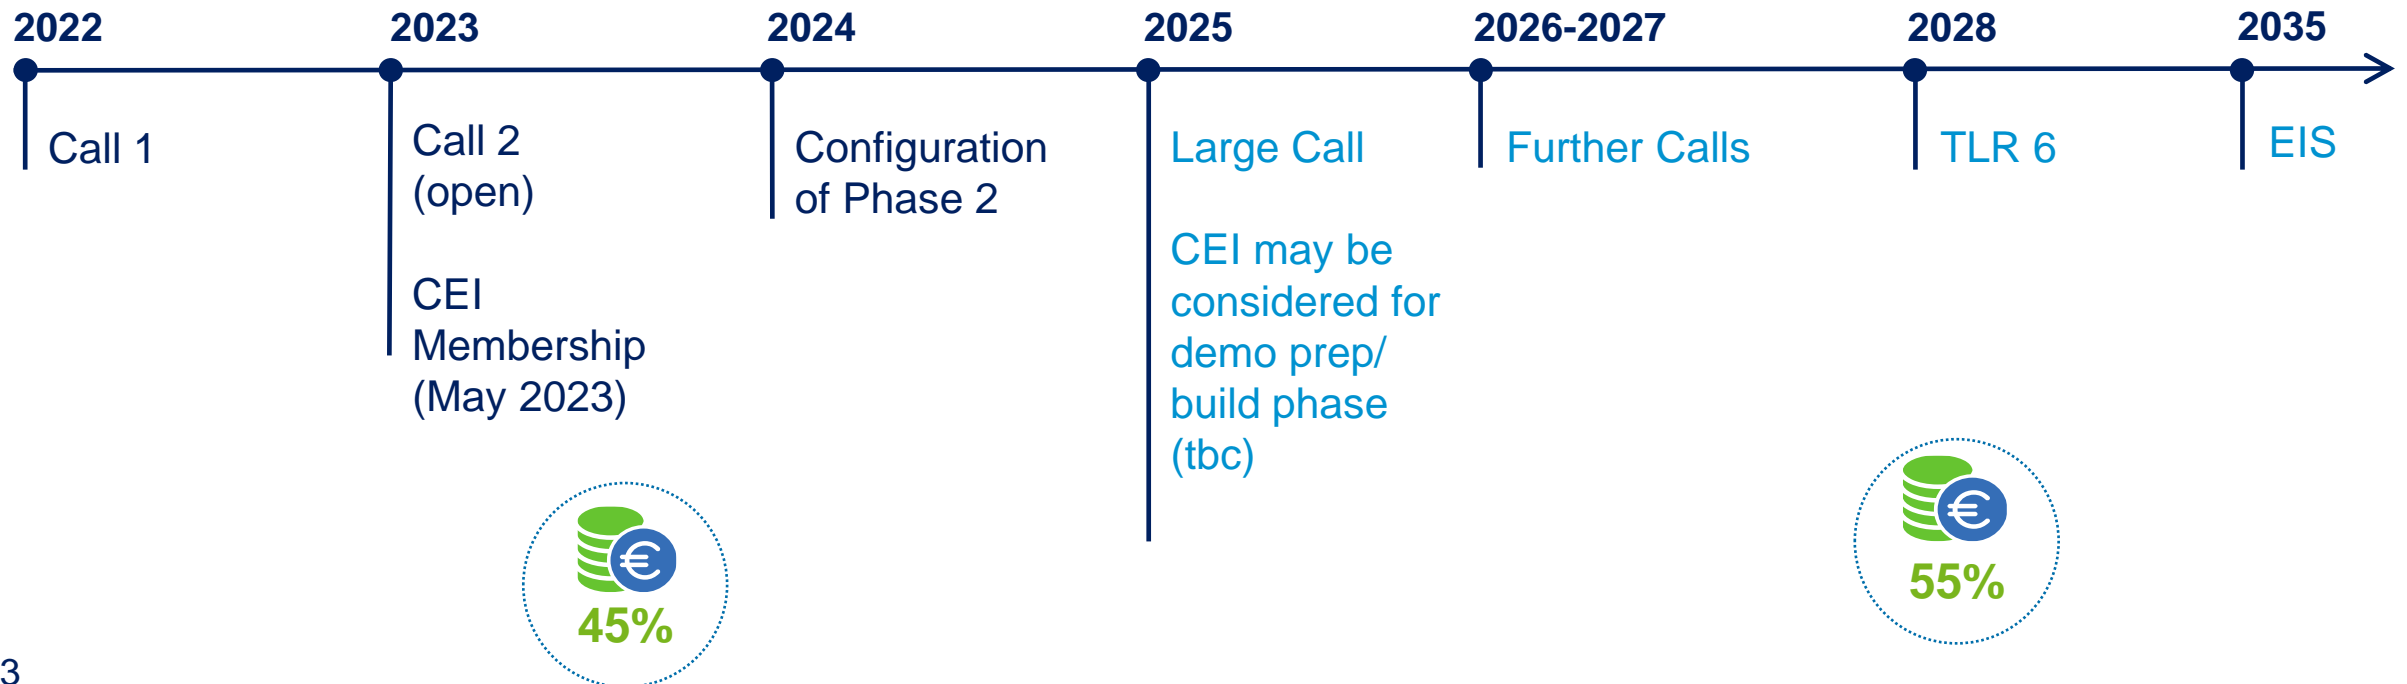 2022
2023
2024
2025
2026-2027
2028
2035
Call 1
Call 2
(open)
CEI
Membership
(May 2023)
Configuration
of Phase 2
Large Call
CEI may be
considered for
demo prep/
build phase
(tbc)
Further Calls
TLR 6
EIS
€
45%
€
55%
3